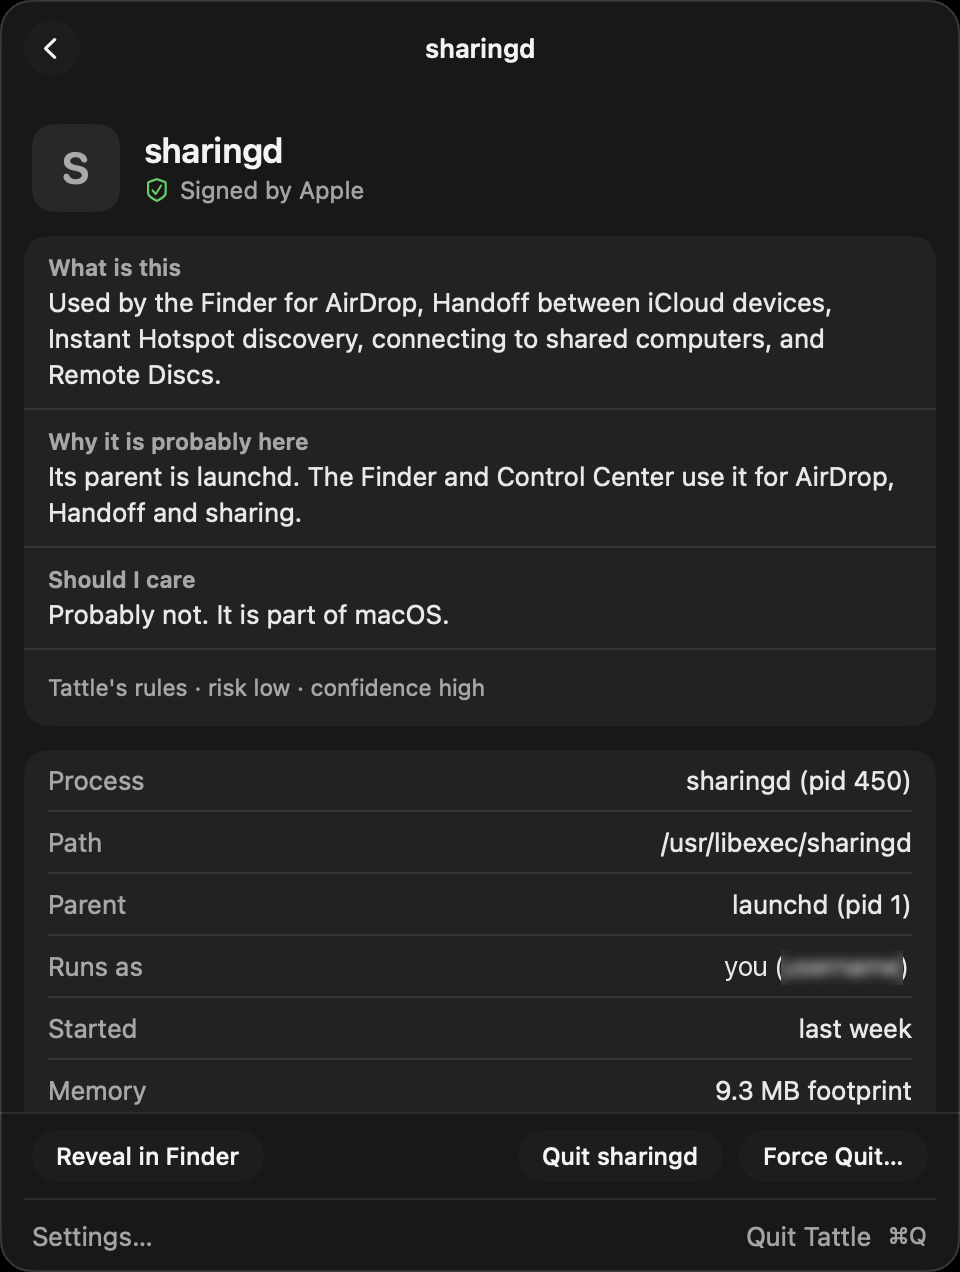 sharingd
S
sharingd
Signed by Apple
What is this
Used by the Finder for AirDrop, Handoff between iCloud devices,
Instant Hotspot discovery, connecting to shared computers, and
Remote Discs.
Why it is probably here
Its parent is launchd. The Finder and Control Center use it for AirDrop,
Handoff and sharing.
Should I care
Probably not. It is part of macOS.
Tattle's rules · risk low · confidence high
Process sharingd (pid 450)
Path /usr/libexec/sharingd
Parent launchd (pid 1)
Runs as you ()
Started last week
Memory 9.3 MB footprint
Reveal in Finder Quit sharingd Force Quit...
Settings... Quit Tattle ⌘Q